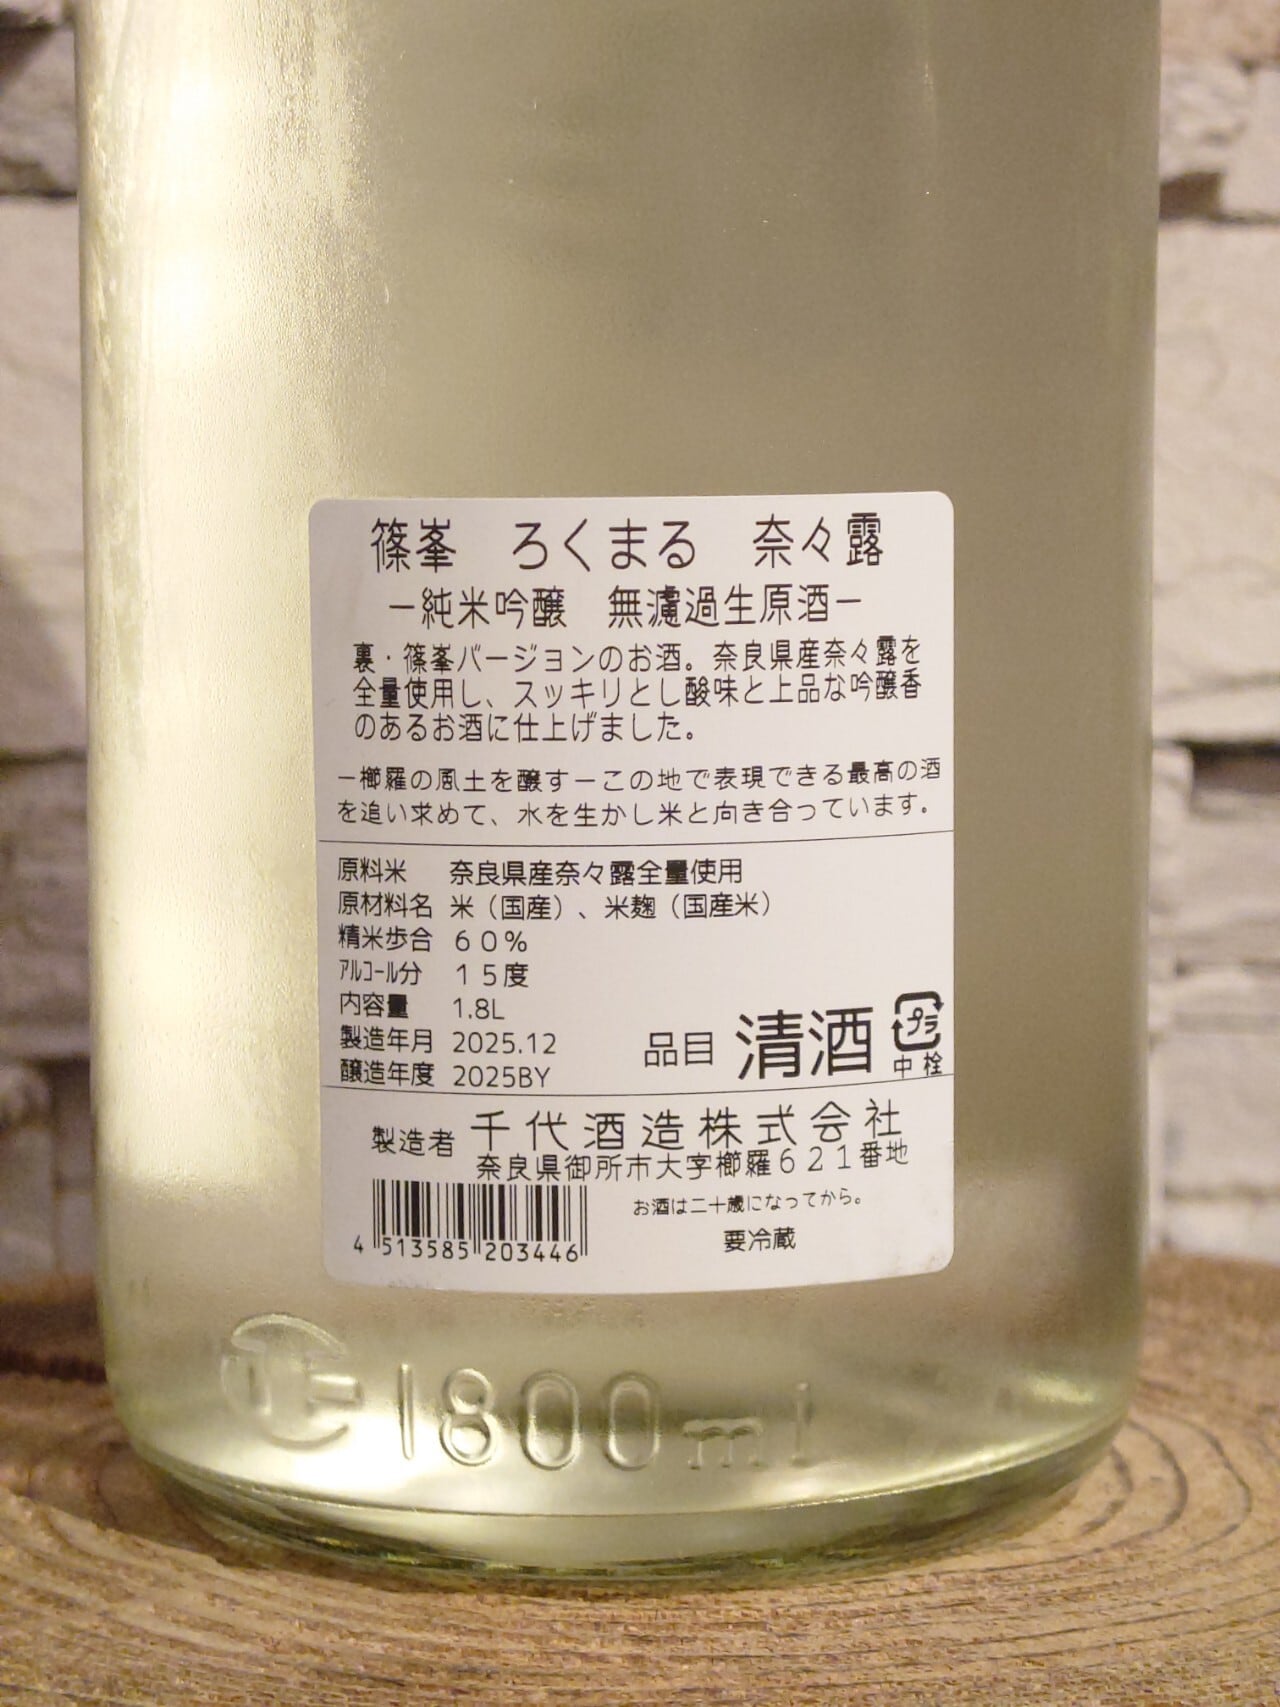 篠峯　ろくまる　奈々露
－純米吟醸　無濾過生原酒－
裏・篠峯バージョンのお酒。奈良県産奈々露を
全量使用し、スッキリとし酸味と上品な吟醸香
のあるお酒に仕上げました。
－櫛羅の風土を醸す－この地で表現できる最高の酒
を追い求めて、水を生かし米と向き合っています。
原料米　奈良県産奈々露全量使用
原材料名　米（国産）、米麹（国産米）
精米歩合　６０％
ｱﾙｺｰﾙ分　１５度
内容量　1.8L
製造年月　2025.12
醸造年度　2025BY
品目　清酒
プラ
中栓
製造者　千代酒造株式会社
奈良県御所市大字櫛羅６２１番地
お酒は二十歳になってから。
要冷蔵
4 513585 203446
正 1800ml